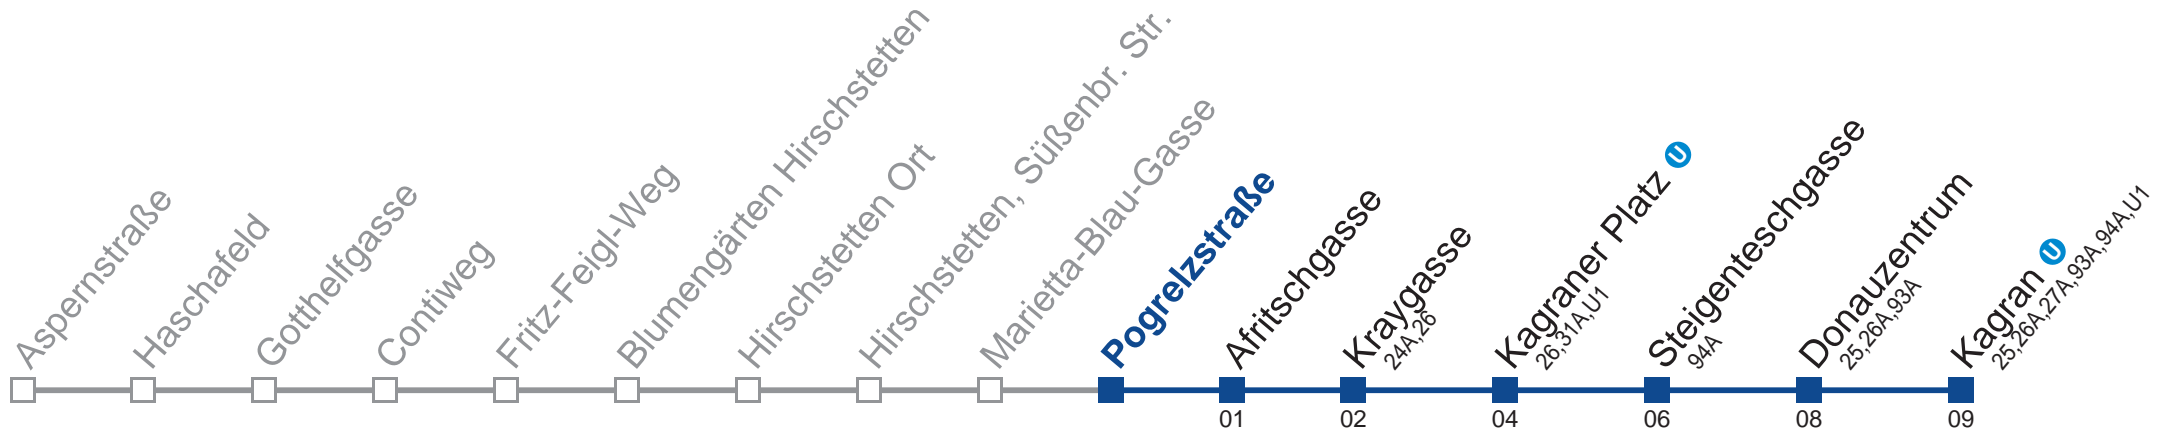 Aspernstraße
Haschafeld
Gotthelfgasse
Contiweg
Fritz-Feigl-Weg
Blumengärten Hirschstetten
Hirschstetten Ort
Hirschstetten, Süßenbr. Str.
Marietta-Blau-Gasse
Pogrelzstraße
Afritschgasse
01
Kraygasse
24A,26
02
Kagraner Platz U
26,31A,U1
04
Steigenteschgasse
94A
06
Donauzentrum
25,26A,93A
08
Kagran U
25,26A,27A,93A,94A,U1
09